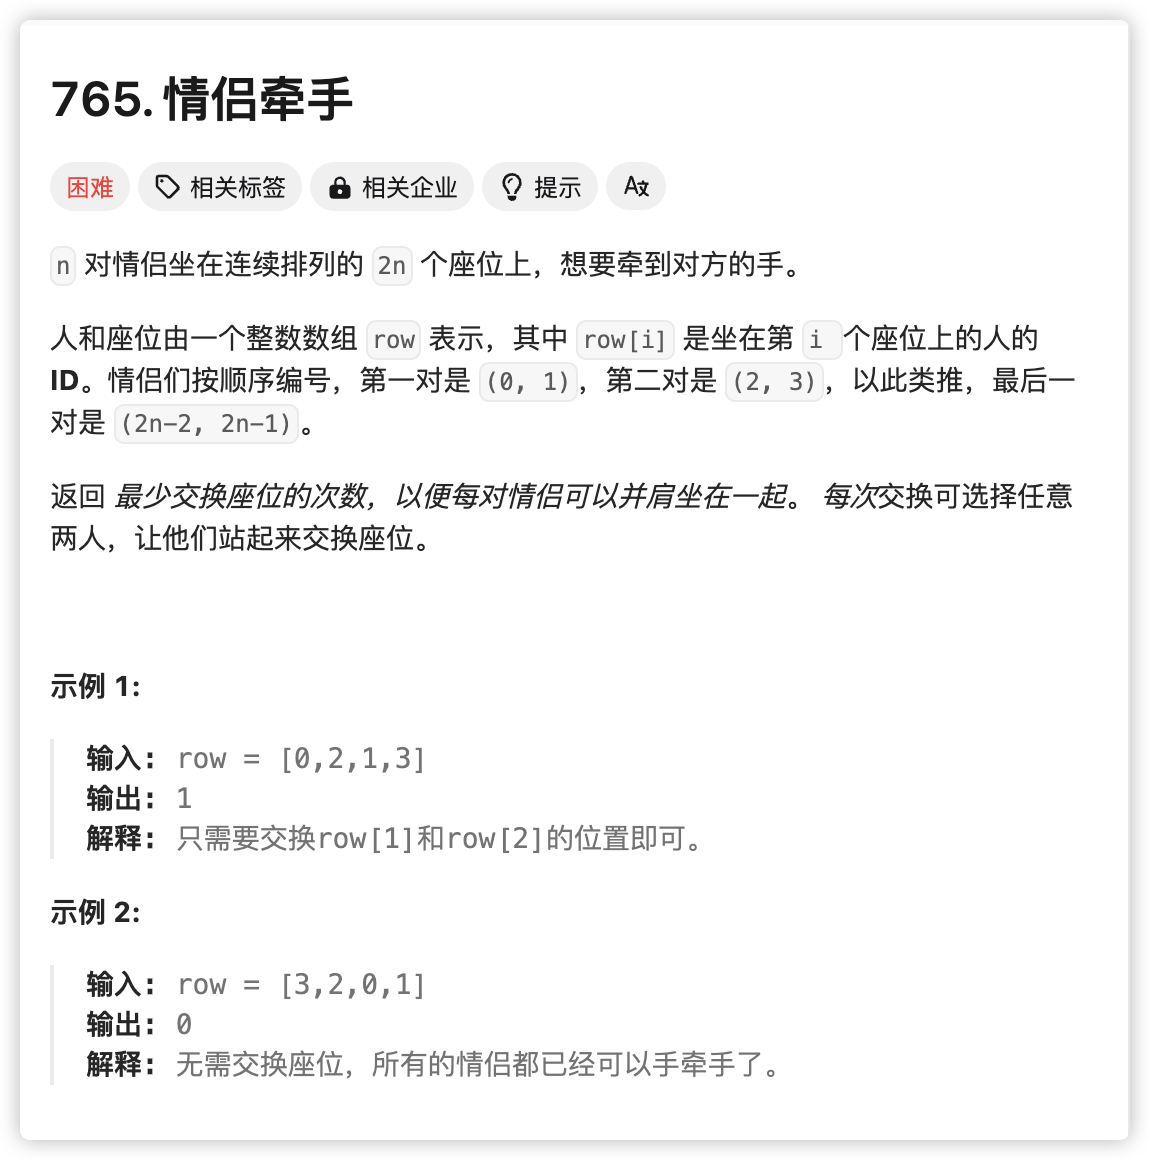 765. 情侣牵手
困难 相关标签 相关企业 提示
n 对情侣坐在连续排列的 2n 个座位上，想要牵到对方的手。
人和座位由一个整数数组 row 表示，其中 row[i] 是坐在第 i 个座位上的人的
ID。情侣们按顺序编号，第一对是 (0, 1)，第二对是 (2, 3)，以此类推，最后一
对是 (2n-2, 2n-1)。
返回 最少交换座位的次数，以便每对情侣可以并肩坐在一起。 每次交换可选择任意
两人，让他们站起来交换座位。
示例 1:
输入: row = [0,2,1,3]
输出: 1
解释: 只需要交换row[1]和row[2]的位置即可。
示例 2:
输入: row = [3,2,0,1]
输出: 0
解释: 无需交换座位，所有的情侣都已经可以手牵手了。